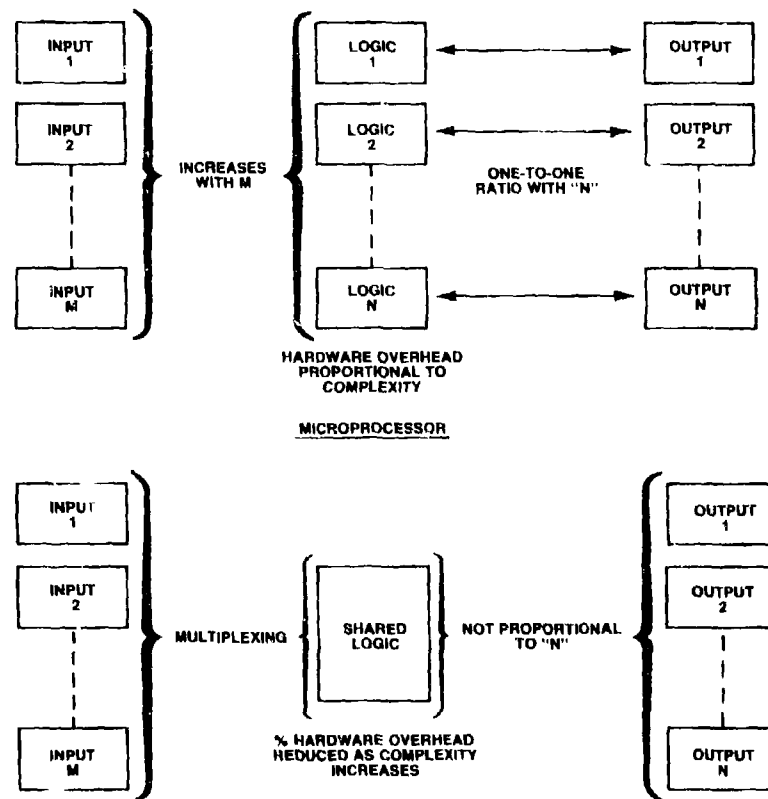 INPUT
1
LOGIC
1
OUTPUT
1
INPUT
2
LOGIC
2
OUTPUT
2
INCREASES
WITH M
ONE-TO-ONE
RATIO WITH "N"
INPUT
M
LOGIC
N
OUTPUT
N
HARDWARE OVERHEAD
PROPORTIONAL TO
COMPLEXITY
MICROPROCESSOR
INPUT
1
OUTPUT
1
INPUT
2
OUTPUT
2
MULTIPLEXING
SHARED
LOGIC
NOT PROPORTIONAL
TO "N"
INPUT
M
OUTPUT
N
% HARDWARE OVERHEAD
REDUCED AS COMPLEXITY
INCREASES